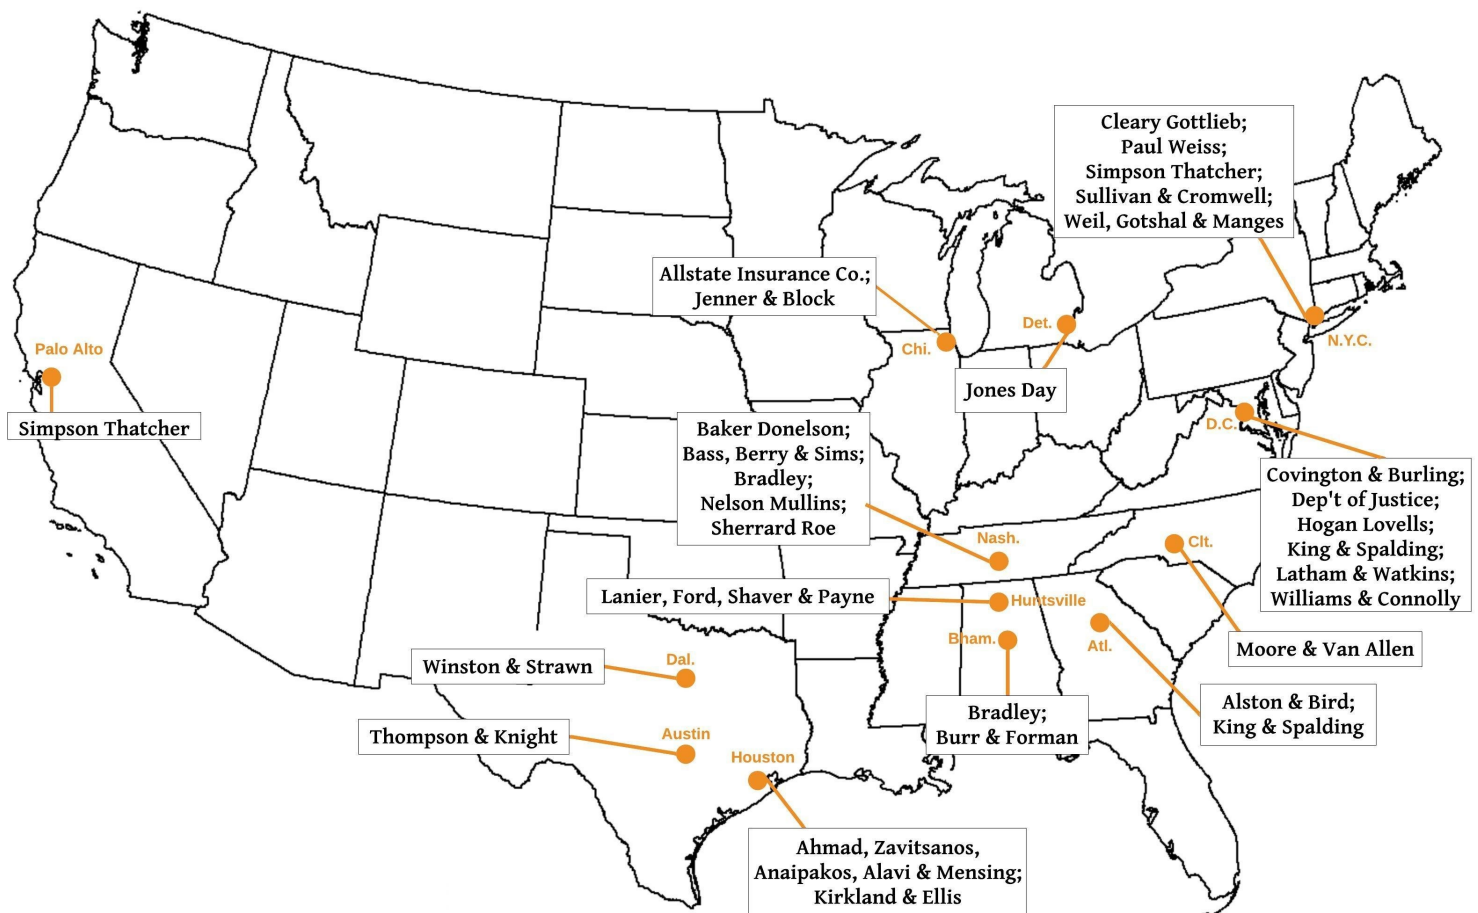 Cleary Gottlieb;
Paul Weiss;
Simpson Thatcher;
Sullivan & Cromwell;
Weil, Gotshal & Manges
N.Y.C.
Allstate Insurance Co.;
Jenner & Block
Chi.
Det.
Jones Day
Palo Alto
Simpson Thatcher
Baker Donelson;
Bass, Berry & Sims;
Bradley;
Nelson Mullins;
Sherrard Roe
Nash.
D.C.
Covington & Burling;
Dep't of Justice;
Hogan Lovells;
King & Spalding;
Latham & Watkins;
Williams & Connolly
Clt.
Moore & Van Allen
Lanier, Ford, Shaver & Payne
Huntsville
Bham.
Bradley;
Burr & Forman
Atl.
Alston & Bird;
King & Spalding
Winston & Strawn
Dal.
Thompson & Knight
Austin
Houston
Ahmad, Zavitsanos,
Anaipakos, Alavi & Mensing;
Kirkland & Ellis